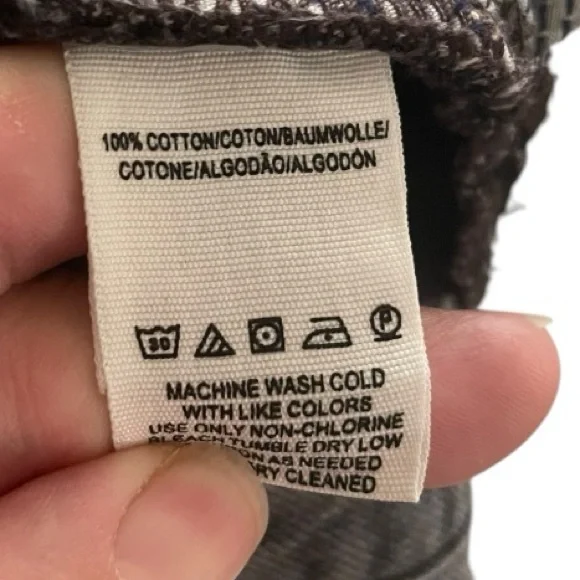 100% COTTON/COTON/BAUMWOLLE/
COTONE/ALGODÃO/ALGODÓN
30 P
MACHINE WASH COLD
WITH LIKE COLORS
USE ONLY NON-CHLORINE
BLEACH TUMBLE DRY LOW
AS NEEDED
CLEANED